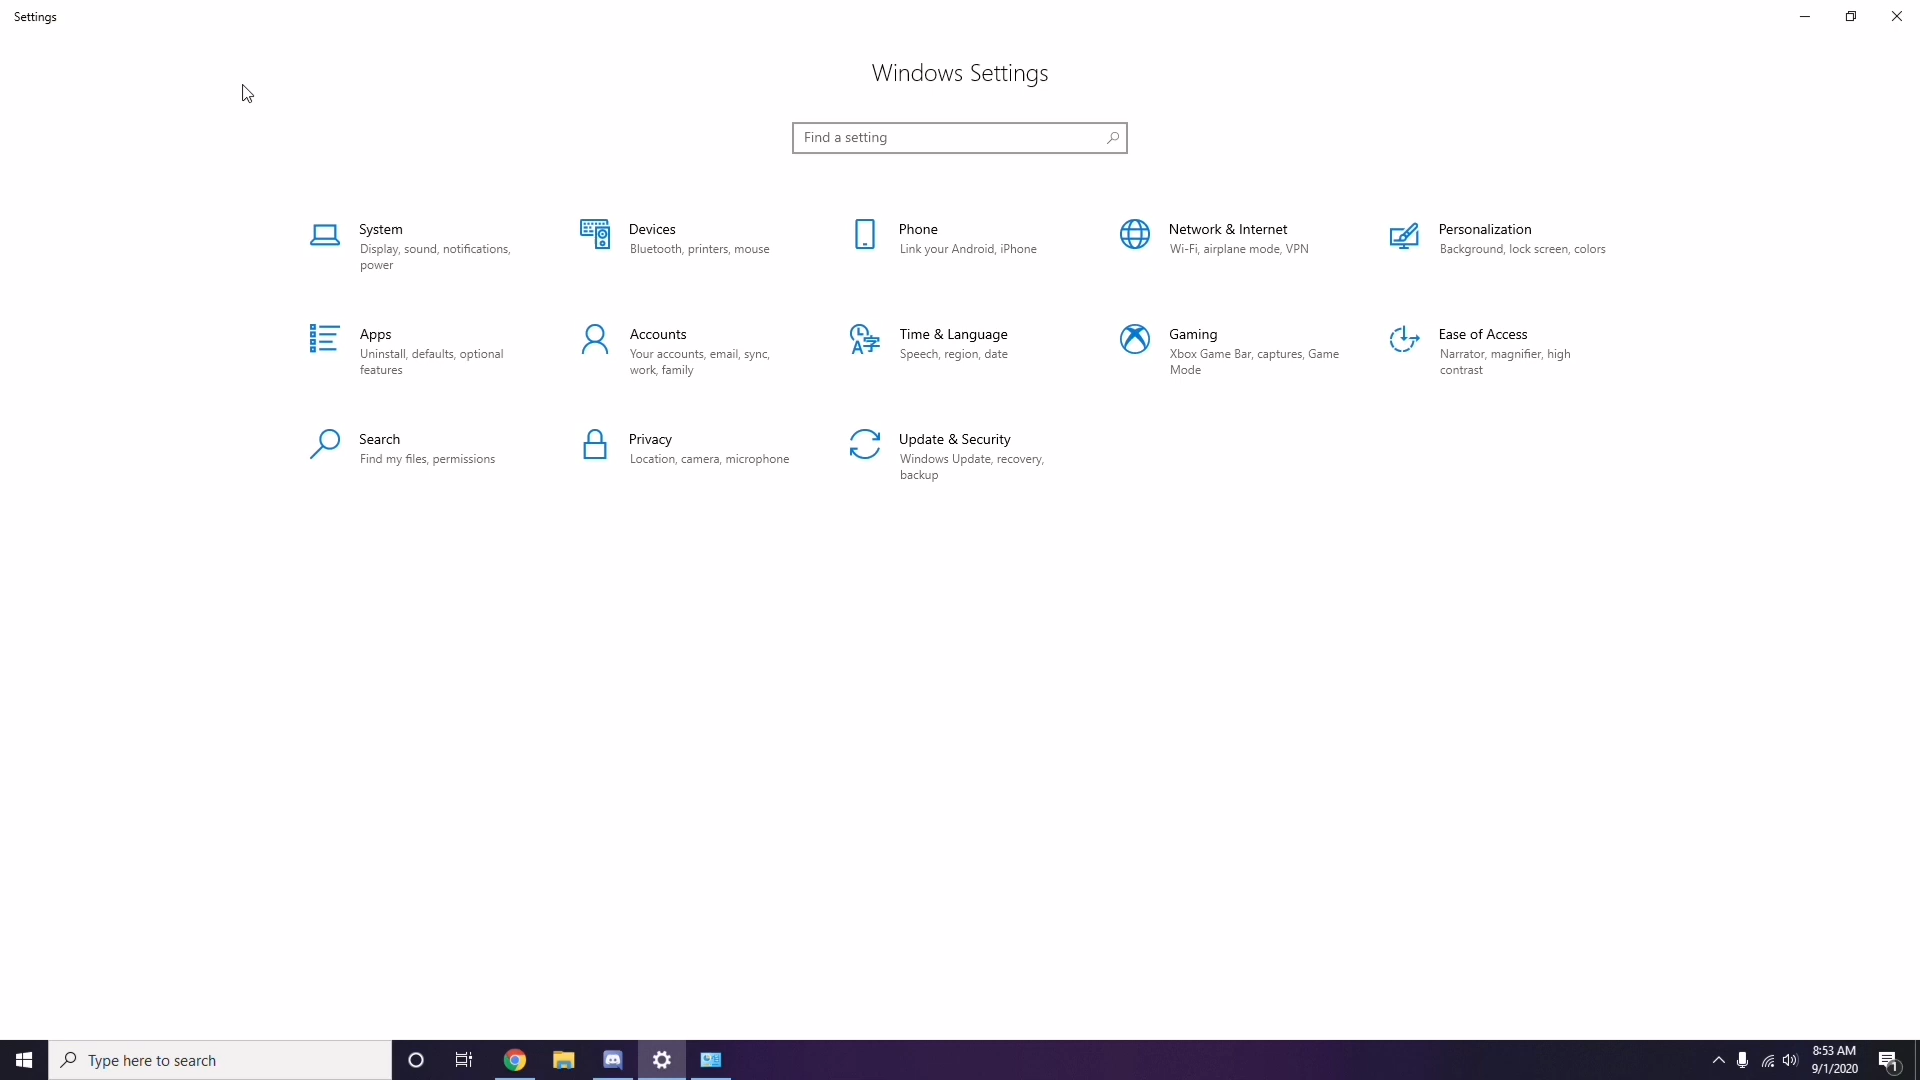 Settings
Windows Settings
Find a setting
System
Display, sound, notifications,
power
Devices
Bluetooth, printers, mouse
Phone
Link your Android, iPhone
Network & Internet
Wi-Fi, airplane mode, VPN
Personalization
Background, lock screen, colors
Apps
Uninstall, defaults, optional
features
Accounts
Your accounts, email, sync,
work, family
Time & Language
Speech, region, date
Gaming
Xbox Game Bar, captures, Game
Mode
Ease of Access
Narrator, magnifier, high
contrast
Search
Find my files, permissions
Privacy
Location, camera, microphone
Update & Security
Windows Update, recovery,
backup
Type here to search
8:53 AM
9/1/2020
1